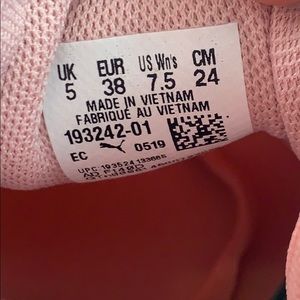 UK EUR US Wn's CM
5 38 7.5 24
MADE IN VIETNAM
FABRIQUÉ AU VIETNAM
193242-01
EC 0519
UPC: